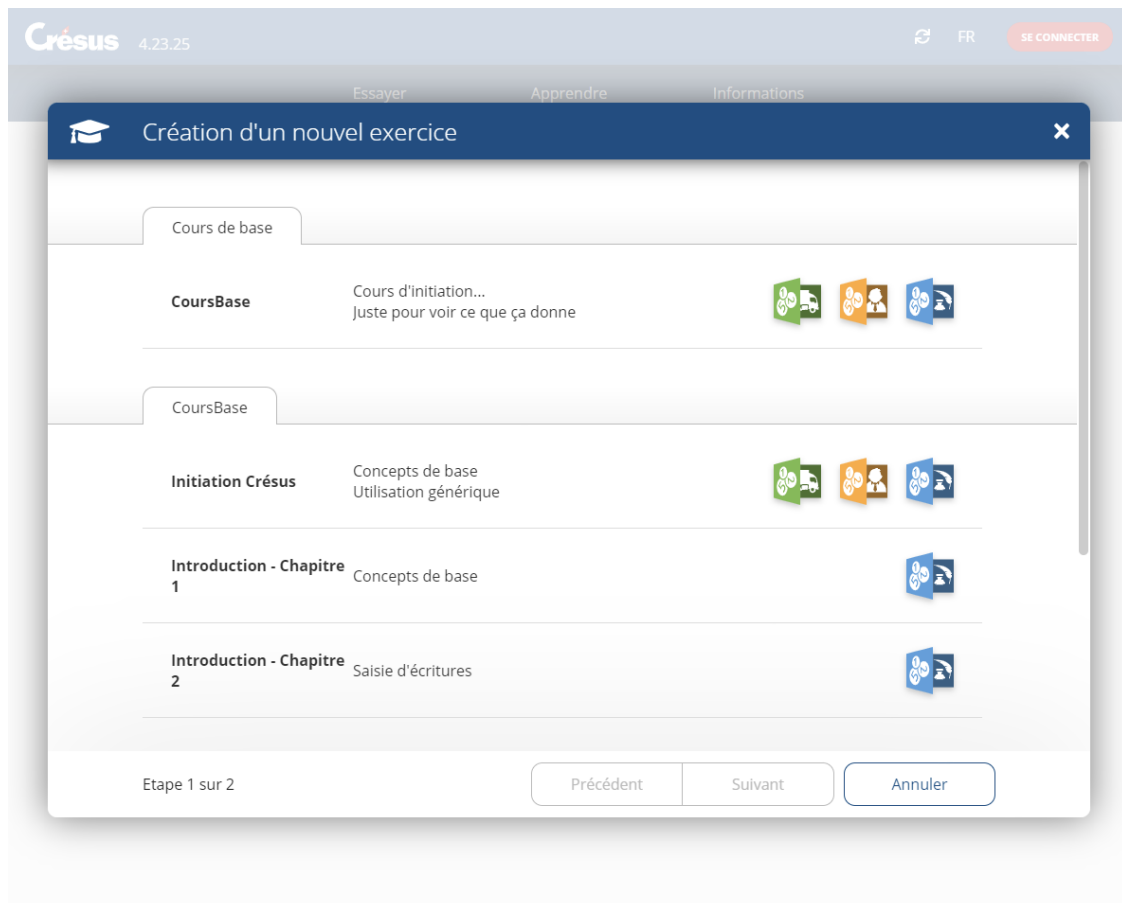 Crésus 4.23.25 FR SE CONNECTER
Essayer Apprendre Informations
Création d'un nouvel exercice
Cours de base
CoursBase
Cours d'initiation...
Juste pour voir ce que ça donne
CoursBase
Initiation Crésus
Concepts de base
Utilisation générique
Introduction - Chapitre
1
Concepts de base
Introduction - Chapitre
2
Saisie d'écritures
Etape 1 sur 2
Précédent Suivant Annuler